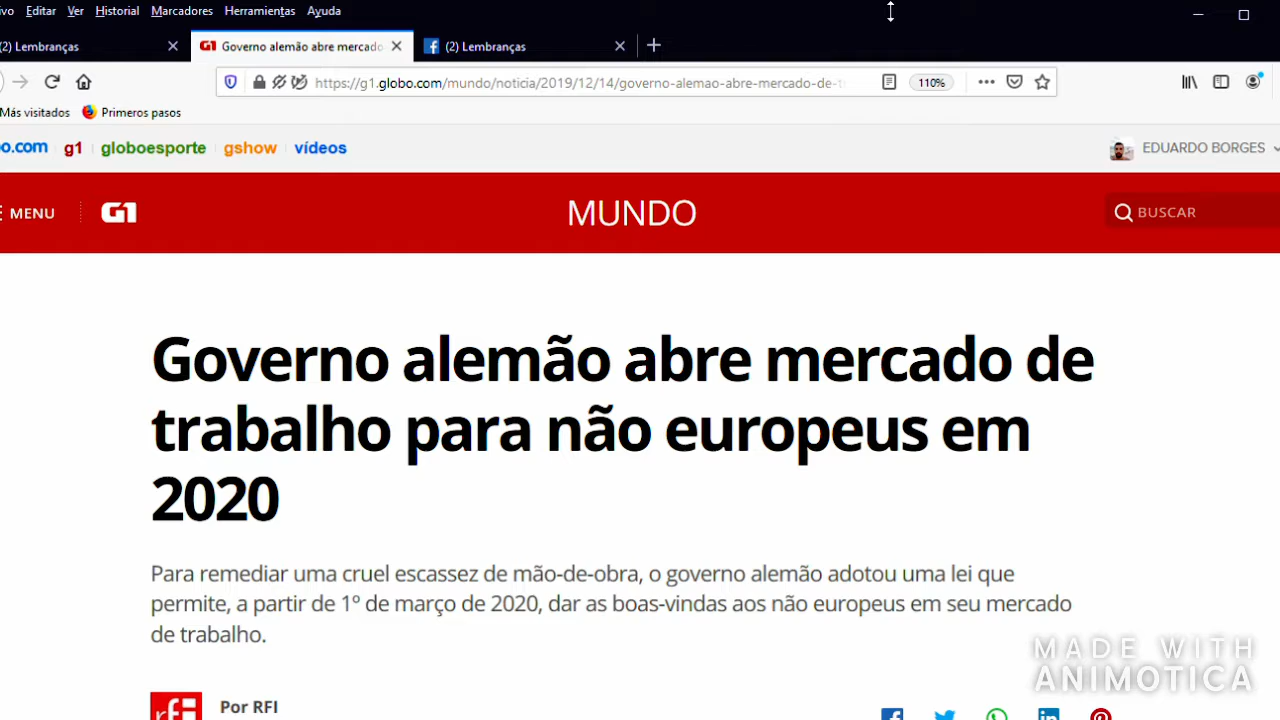 ivo Editar Ver Historial Marcadores Herramientas Ayuda
(2) Lembranças G1 Governo alemão abre mercado (2) Lembranças
https://g1.globo.com/mundo/noticia/2019/12/14/governo-alemao-abre-mercado-de-t 110%
Más visitados Primeros pasos
bo.com g1 globoesporte gshow vídeos EDUARDO BORGES
MENU G1 MUNDO BUSCAR
Governo alemão abre mercado de
trabalho para não europeus em
2020
Para remediar uma cruel escassez de mão-de-obra, o governo alemão adotou uma lei que
permite, a partir de 1º de março de 2020, dar as boas-vindas aos não europeus em seu mercado
de trabalho.
MADE WITH
ANIMOTICA
rfi Por RFI